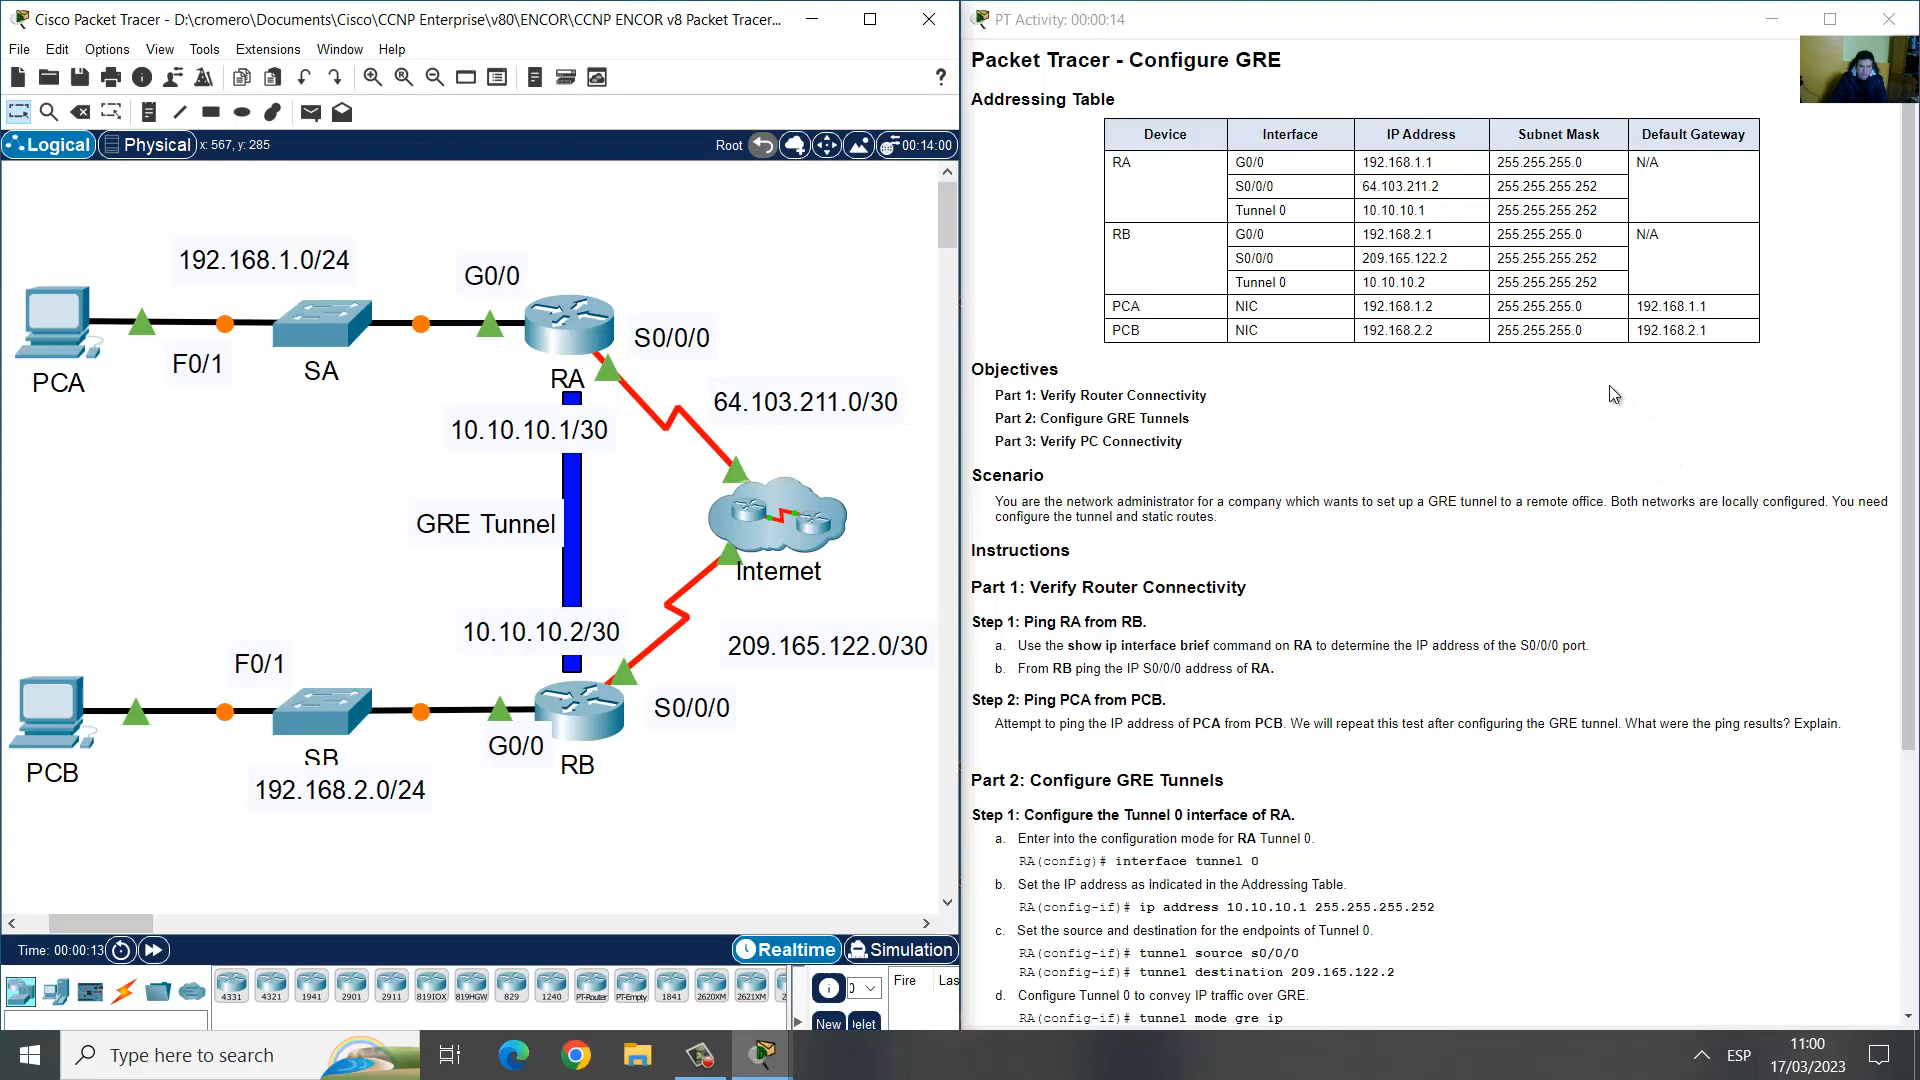 Cisco Packet Tracer - D:\cromero\Documents\Cisco\CCNP Enterprise\v80\ENCOR\CCNP ENCOR v8 Packet Tracer...
File Edit Options View Tools Extensions Window Help
?
Logical Physical x: 567, y: 285 Root 00:14:00
192.168.1.0/24
G0/0
S0/0/0
F0/1
PCA
SA
RA
64.103.211.0/30
10.10.10.1/30
GRE Tunnel
Internet
10.10.10.2/30
209.165.122.0/30
F0/1
S0/0/0
G0/0
SB
RB
PCB
192.168.2.0/24
Time: 00:00:13 Realtime Simulation
4331 4321 1941 2901 2911 819IOX 819HGW 829 1240 PT-Router PT-Empty 1841 2620XM 2621XM 2
0
Fire Las
New elet
PT Activity: 00:00:14
Packet Tracer - Configure GRE
Addressing Table
Device Interface IP Address Subnet Mask Default Gateway
RA G0/0 192.168.1.1 255.255.255.0 N/A
S0/0/0 64.103.211.2 255.255.255.252
Tunnel 0 10.10.10.1 255.255.255.252
RB G0/0 192.168.2.1 255.255.255.0 N/A
S0/0/0 209.165.122.2 255.255.255.252
Tunnel 0 10.10.10.2 255.255.255.252
PCA NIC 192.168.1.2 255.255.255.0 192.168.1.1
PCB NIC 192.168.2.2 255.255.255.0 192.168.2.1
Objectives
Part 1: Verify Router Connectivity
Part 2: Configure GRE Tunnels
Part 3: Verify PC Connectivity
Scenario
You are the network administrator for a company which wants to set up a GRE tunnel to a remote office. Both networks are locally configured. You need
configure the tunnel and static routes.
Instructions
Part 1: Verify Router Connectivity
Step 1: Ping RA from RB.
a. Use the show ip interface brief command on RA to determine the IP address of the S0/0/0 port.
b. From RB ping the IP S0/0/0 address of RA.
Step 2: Ping PCA from PCB.
Attempt to ping the IP address of PCA from PCB. We will repeat this test after configuring the GRE tunnel. What were the ping results? Explain.
Part 2: Configure GRE Tunnels
Step 1: Configure the Tunnel 0 interface of RA.
a. Enter into the configuration mode for RA Tunnel 0.
RA(config)# interface tunnel 0
b. Set the IP address as indicated in the Addressing Table.
RA(config-if)# ip address 10.10.10.1 255.255.255.252
c. Set the source and destination for the endpoints of Tunnel 0.
RA(config-if)# tunnel source s0/0/0
RA(config-if)# tunnel destination 209.165.122.2
d. Configure Tunnel 0 to convey IP traffic over GRE.
RA(config-if)# tunnel mode gre ip
Type here to search
ESP
11:00
17/03/2023